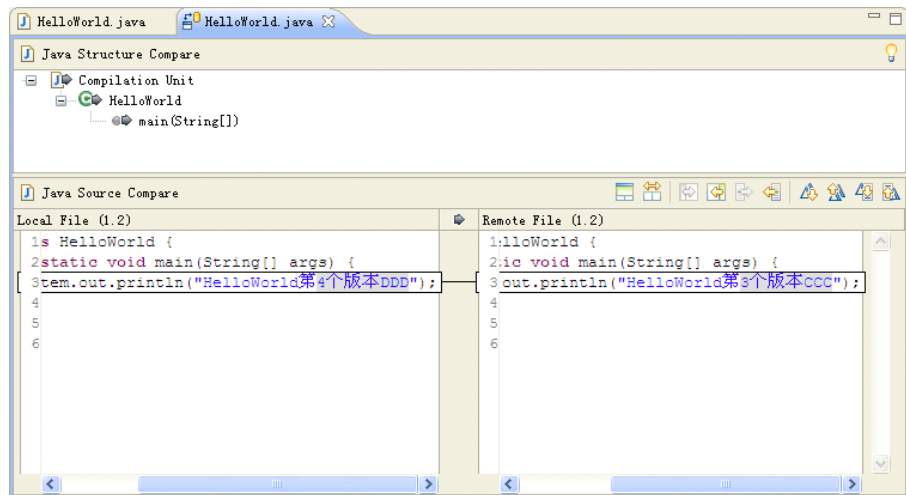 HelloWorld.java HelloWorld.java
Java Structure Compare
Compilation Unit
HelloWorld
main(String[])
Java Source Compare
Local File (1.2) Remote File (1.2)
1s HelloWorld {
2static void main(String[] args) {
3tem.out.println("HelloWorld第4个版本DDD");
4
5
6
1lloWorld {
2ic void main(String[] args) {
3out.println("HelloWorld第3个版本CCC");
4
5
6